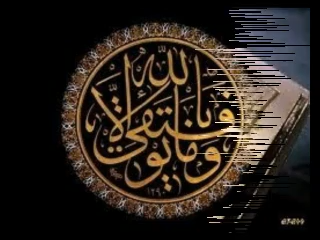 وما توفيقي إلا بالله